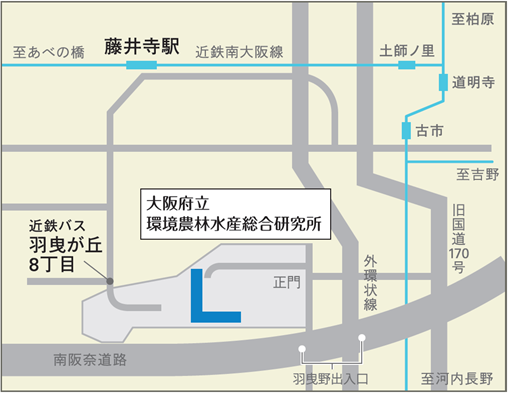 至柏原
藤井寺駅
至あべの橋
近鉄南大阪線
土師ノ里
道明寺
古市
至吉野
大阪府立
環境農林水産総合研究所
近鉄バス
羽曳が丘
8丁目
旧国道170号
外環状線
正門
南阪奈道路
羽曳野出入口
至河内長野